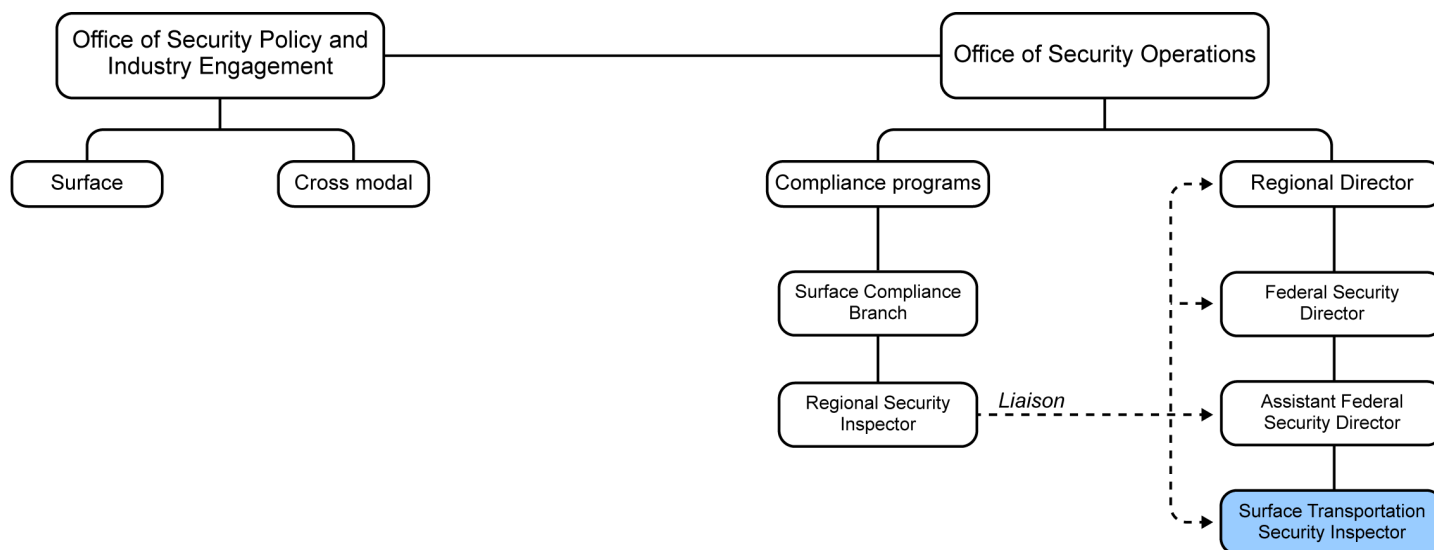 Office of Security Policy and
Industry Engagement
Office of Security Operations
Surface
Cross modal
Compliance programs
Regional Director
Surface Compliance
Branch
Federal Security
Director
Regional Security
Inspector
Liaison
Assistant Federal
Security Director
Surface Transportation
Security Inspector